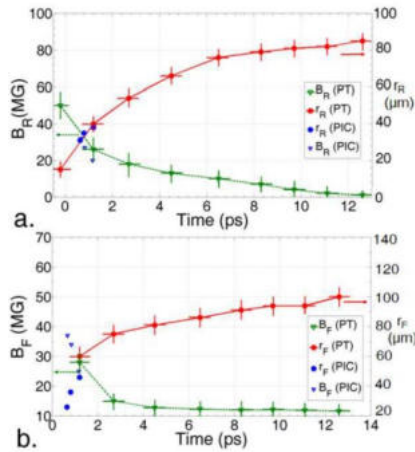 100
80
60
40
20
0
B_R(MG)
100
80
60
40
20
0
r_R
(μm)
B_R (PT)
r_R (PT)
r_R (PIC)
B_R (PIC)
0 2 4 6 8 10 12
Time (ps)
a.
70
60
50
40
30
20
10
B_F(MG)
140
120
100
80
60
40
20
r_F
(μm)
B_F (PT)
r_F (PT)
r_F (PIC)
B_F (PIC)
0 2 4 6 8 10 12 14
Time (ps)
b.